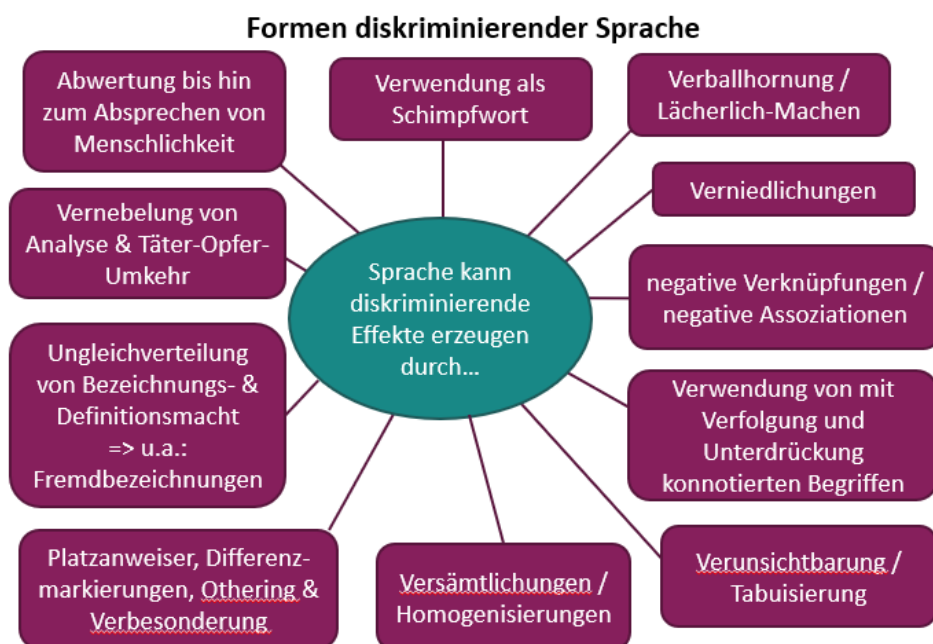 Formen diskriminierender Sprache
Abwertung bis hin
zum Absprechen von
Menschlichkeit
Verwendung als
Schimpfwort
Verballhornung /
Lächerlich-Machen
Verniedlichungen
Vernebelung von
Analyse & Täter-Opfer-
Umkehr
Sprache kann
diskriminierende
Effekte erzeugen
durch...
negative Verknüpfungen /
negative Assoziationen
Ungleichverteilung
von Bezeichnungs- &
Definitionsmacht
=> u.a.:
Fremdbezeichnungen
Verwendung von mit
Verfolgung und
Unterdrückung
konnotierten Begriffen
Platzanweiser, Differenz-
markierungen, Othering &
Verbesonderung
Versämtlichungen /
Homogenisierungen
Verunsichtbarung /
Tabuisierung